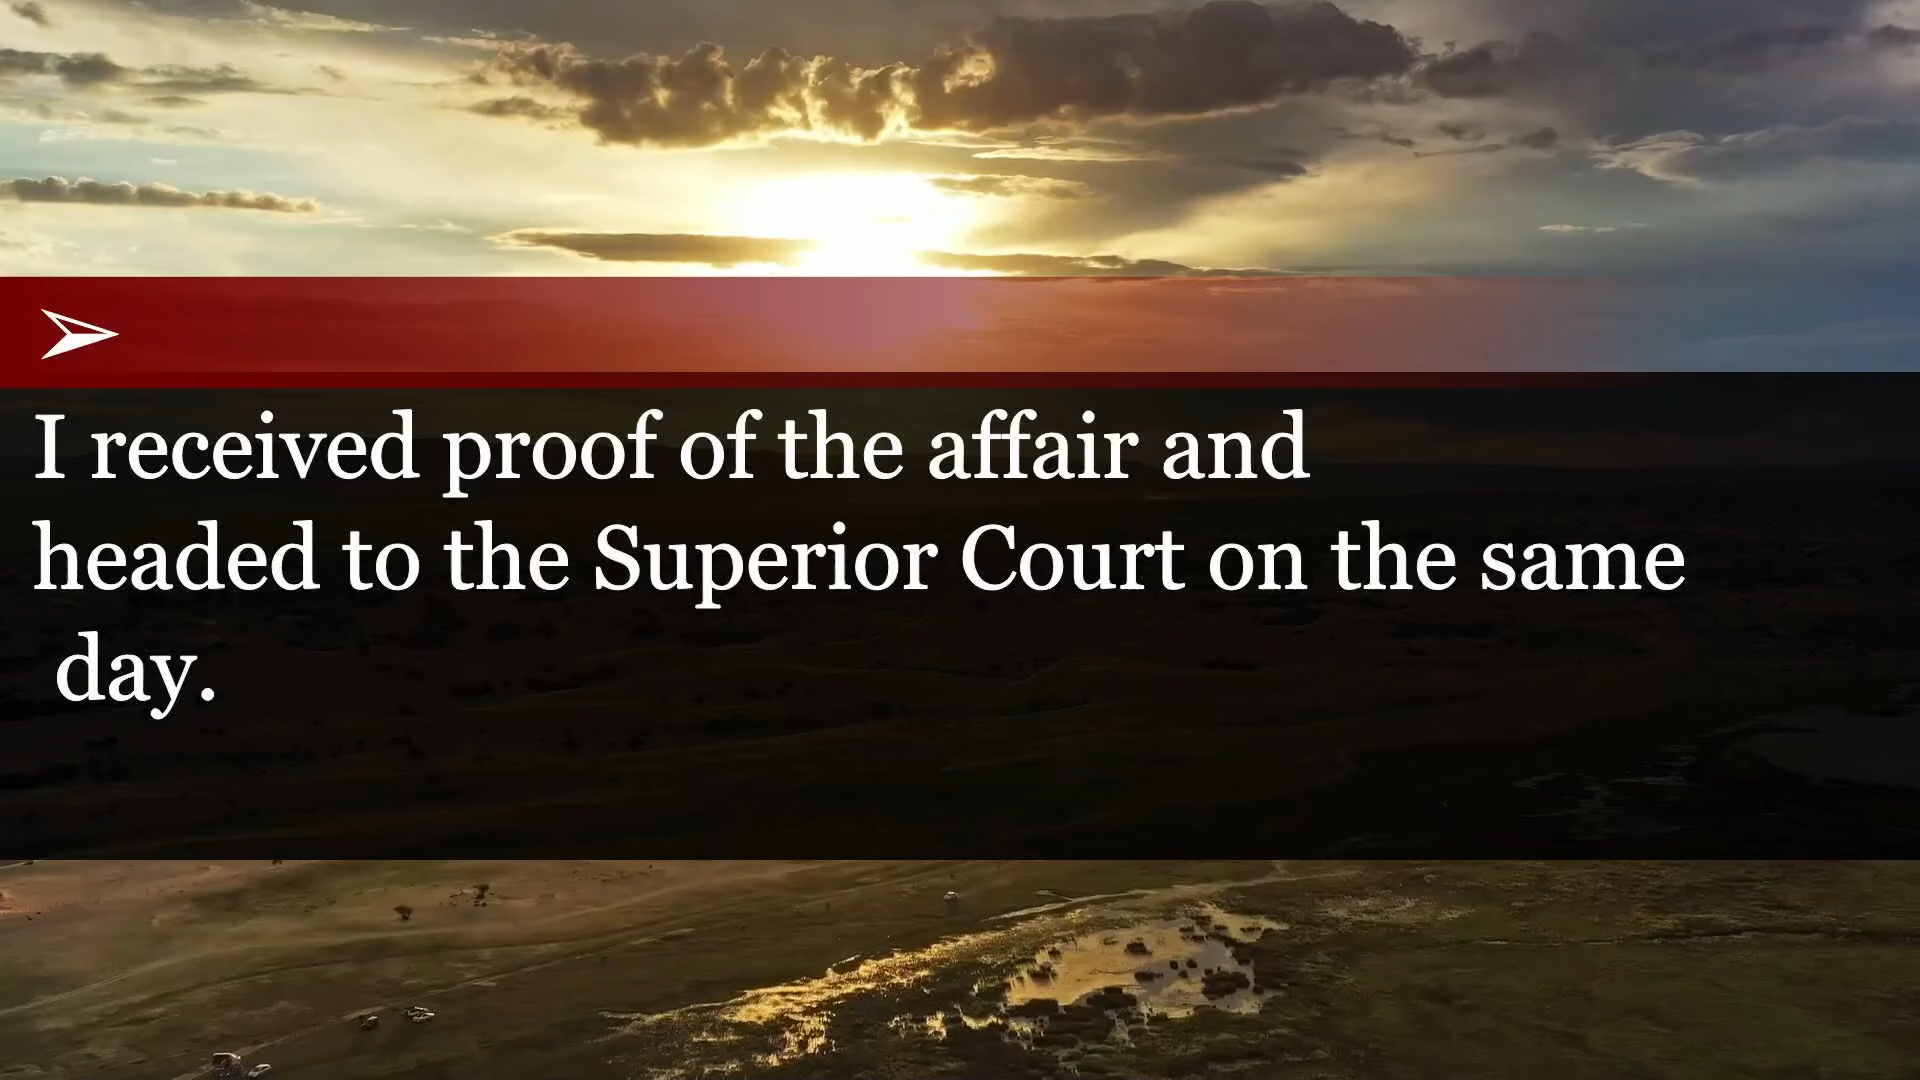 I received proof of the affair and
headed to the Superior Court on the same
day.